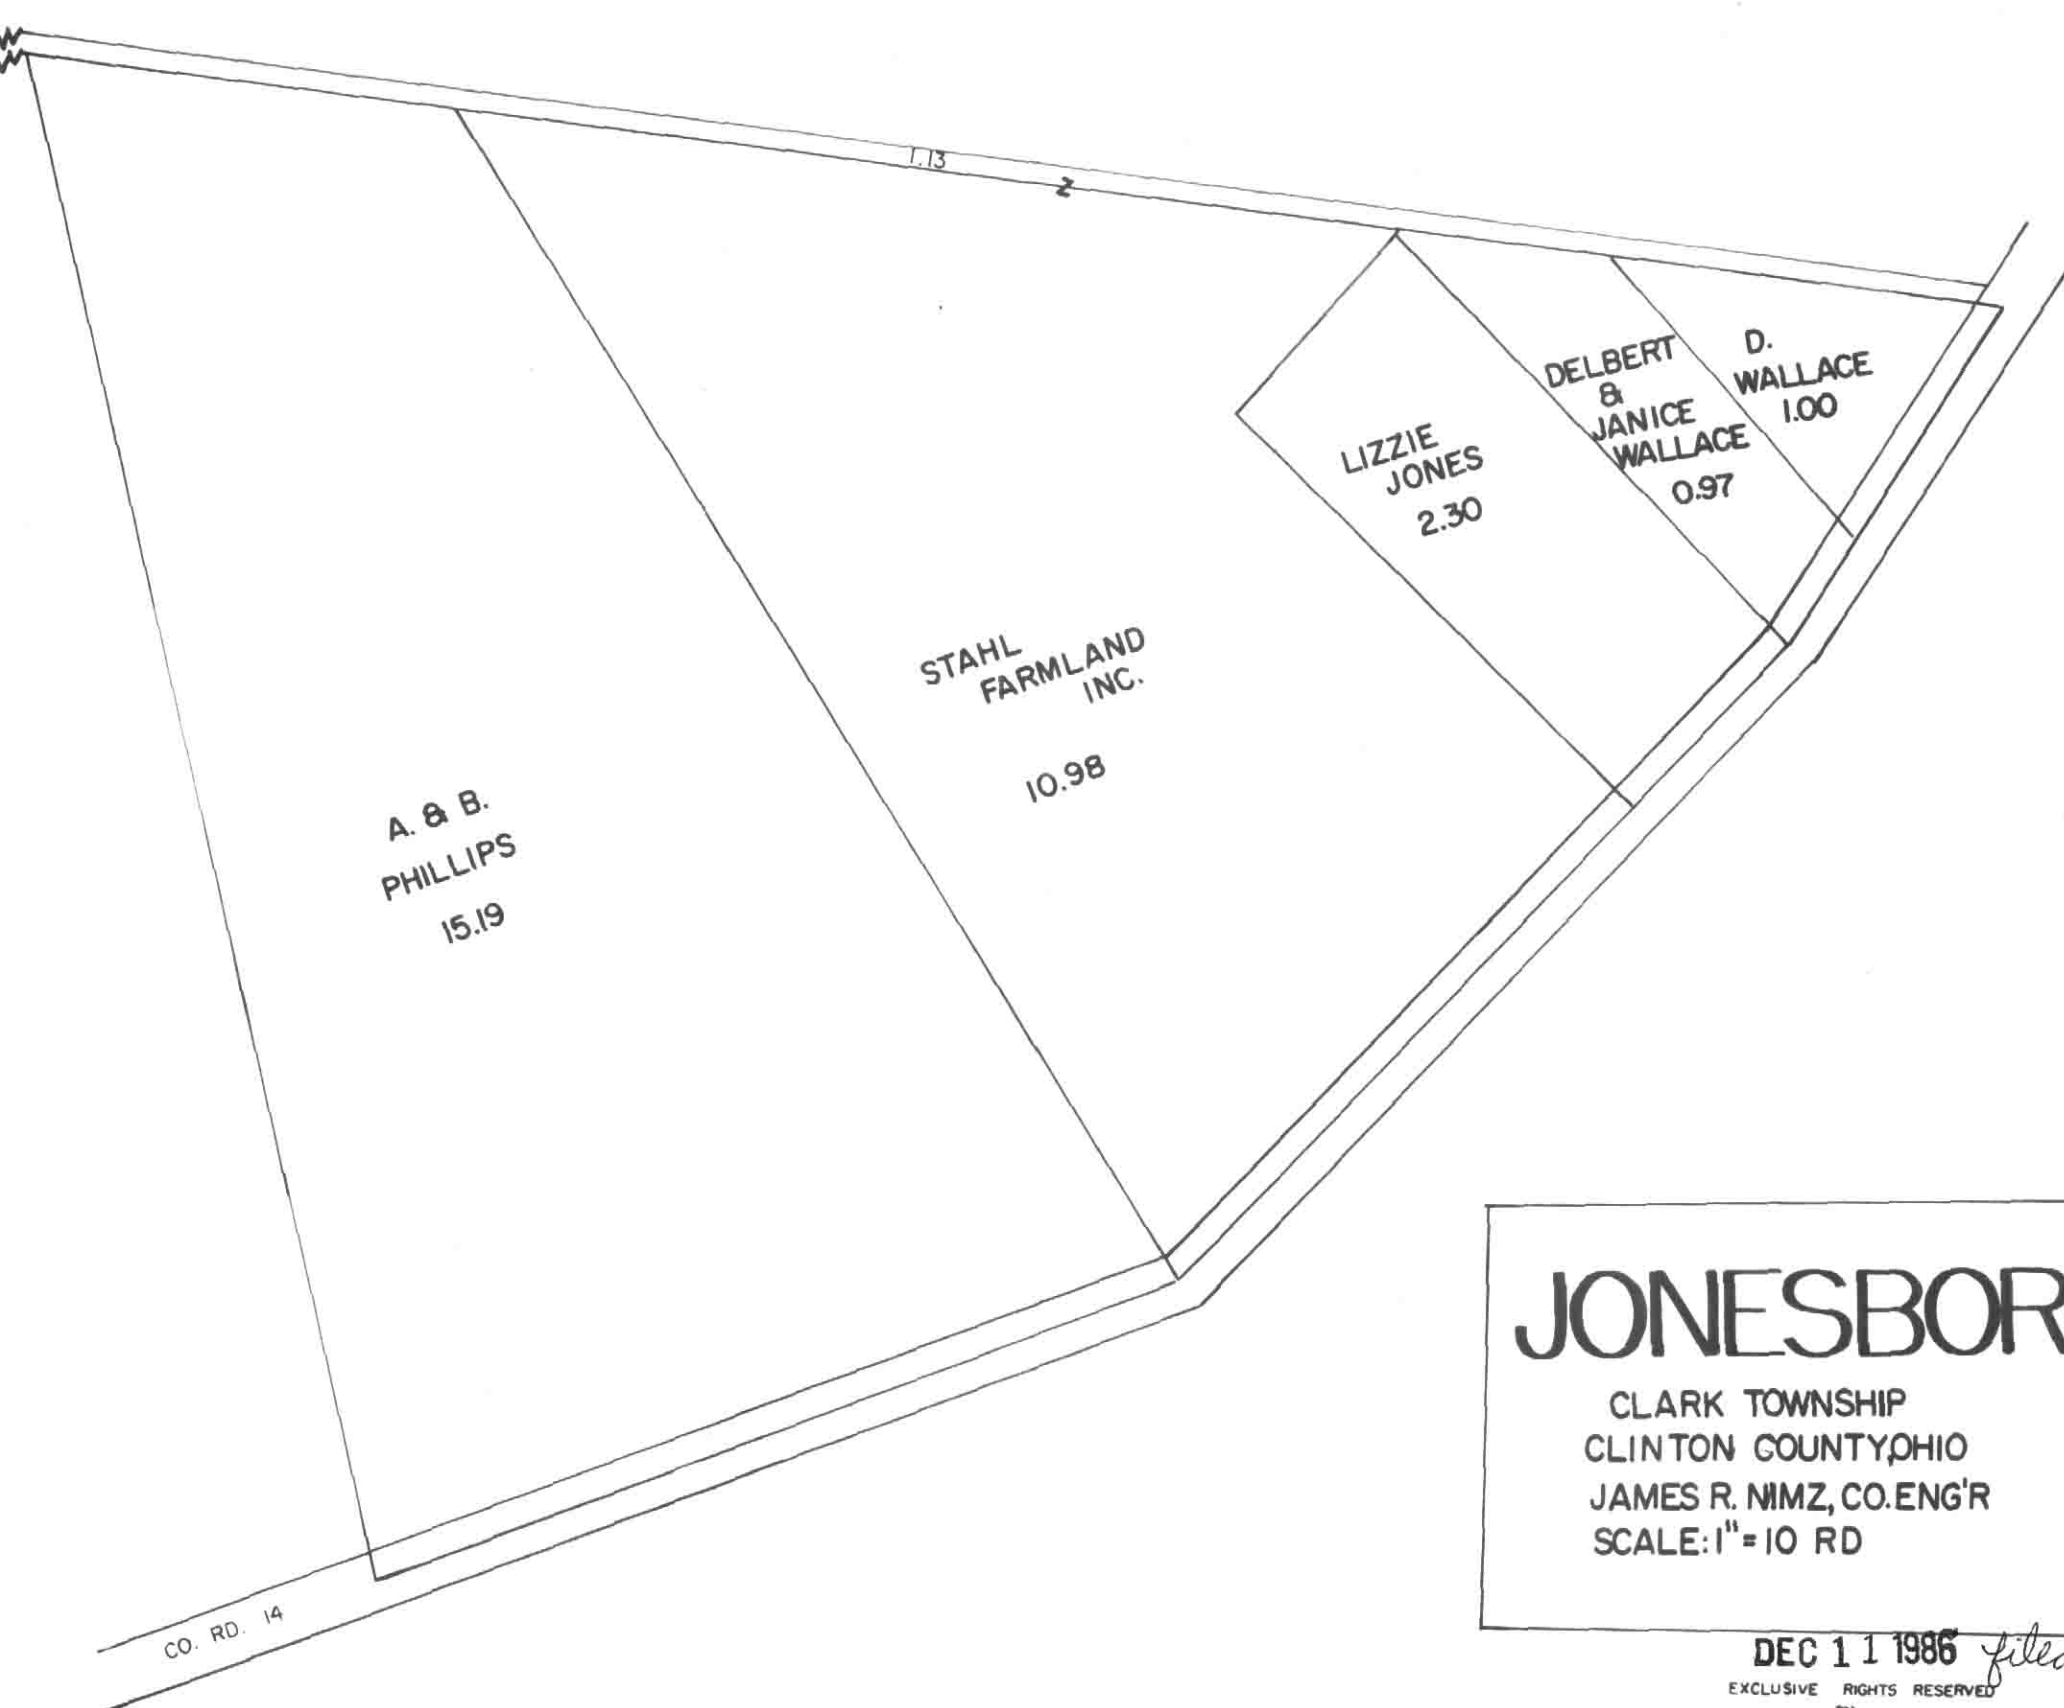 1.13
Z
DELBERT
&
JANICE
WALLACE
0.97
D.
WALLACE
1.00
LIZZIE
JONES
2.30
STAHL
FARMLAND
INC.
10.98
A. & B.
PHILLIPS
15.19
CO. RD. 14
JONESBOR
CLARK TOWNSHIP
CLINTON COUNTY,OHIO
JAMES R. NIMZ, CO. ENG'R
SCALE: 1"=10 RD
DEC 11 1986 filed
EXCLUSIVE RIGHTS RESERVED